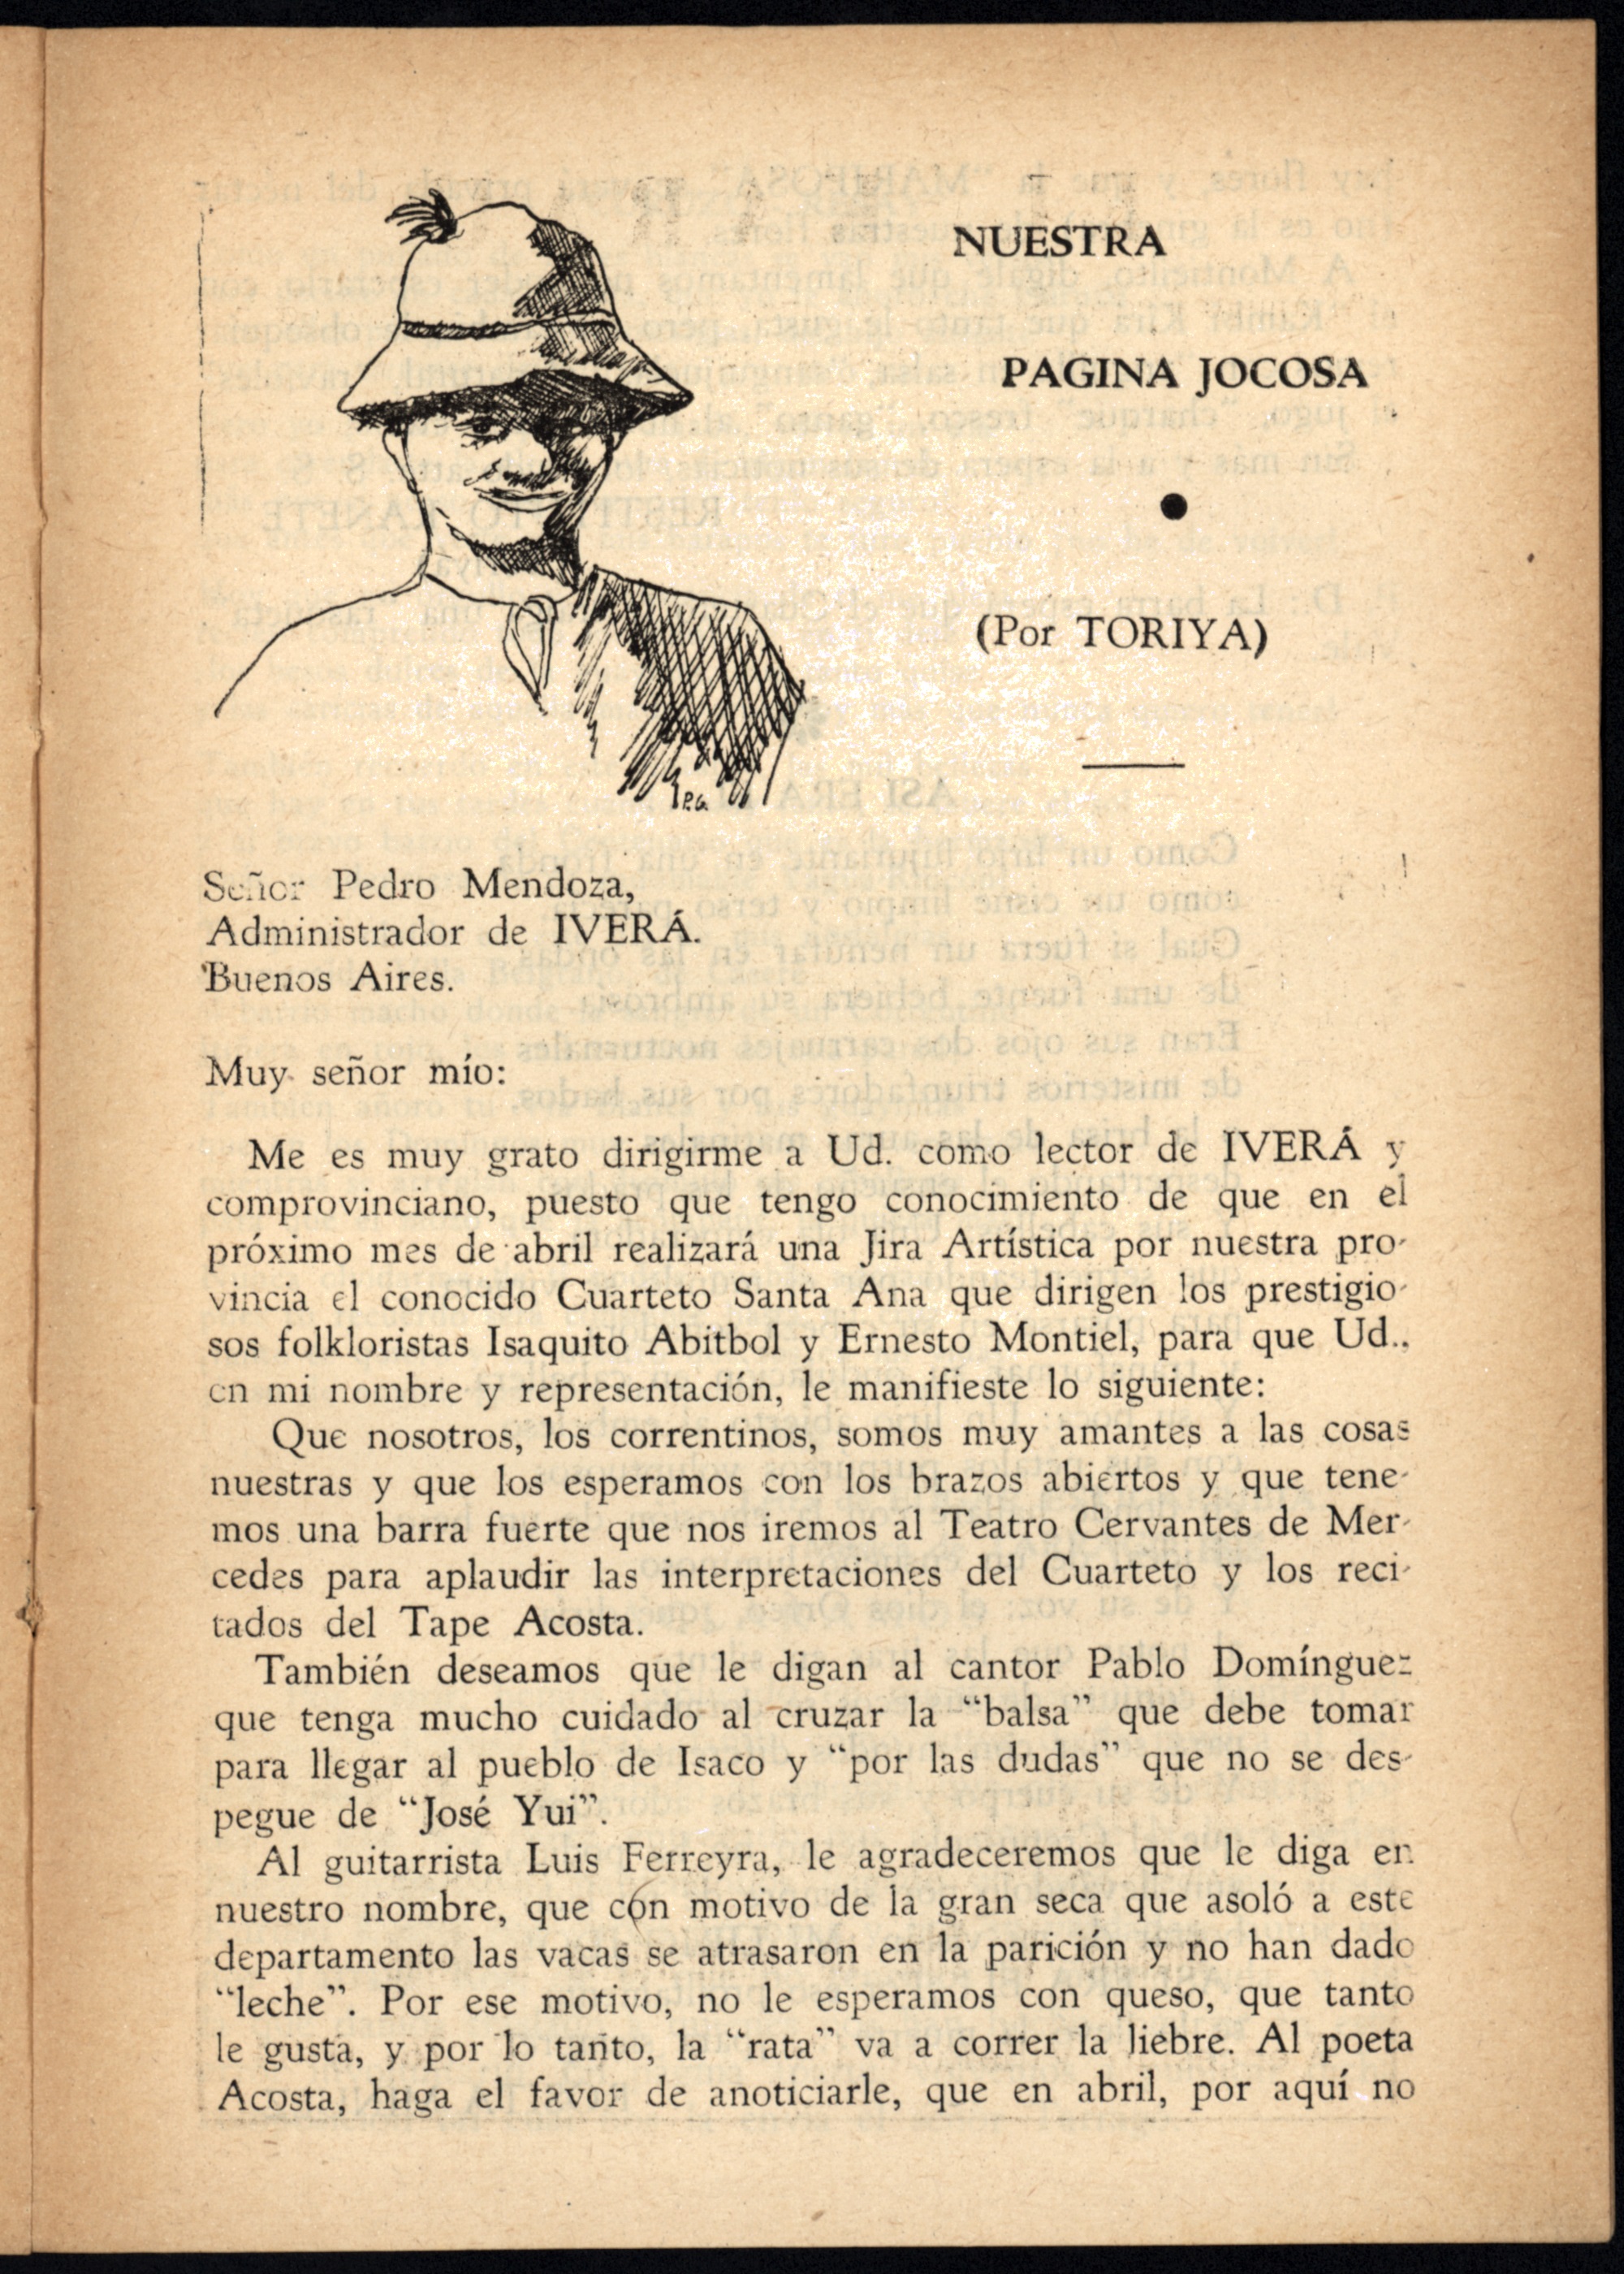 NUESTRA
PAGINA JOCOSA
(Por TORIYA)
Señor Pedro Mendoza,
Administrador de IVERÁ.
Buenos Aires.
Muy señor mío:
Me es muy grato dirigirme a Ud. como lector de IVERÁ y
comprovinciano, puesto que tengo conocimiento de que en el
próximo mes de abril realizará una Jira Artística por nuestra pro-
vincia el conocido Cuarteto Santa Ana que dirigen los prestigio-
sos folkloristas Isaquito Abitbol y Ernesto Montiel, para que Ud..
en mi nombre y representación, le manifieste lo siguiente:
Que nosotros, los correntinos, somos muy amantes a las cosas
nuestras y que los esperamos con los brazos abiertos y que tene-
mos una barra fuerte que nos iremos al Teatro Cervantes de Mer-
cedes para aplaudir las interpretaciones del Cuarteto y los reci-
tados del Tape Acosta.
También deseamos que le digan al cantor Pablo Domínguez
que tenga mucho cuidado al cruzar la “balsa” que debe tomar
para llegar al pueblo de Isaco y “por las dudas” que no se des-
pegue de “José Yui”.
Al guitarrista Luis Ferreyra, le agradeceremos que le diga en
nuestro nombre, que con motivo de la gran seca que asoló a este
departamento las vacas se atrasaron en la parición y no han dado
“leche”. Por ese motivo, no le esperamos con queso, que tanto
le gusta, y por lo tanto, la “rata” va a correr la liebre. Al poeta
Acosta, haga el favor de anoticiarle, que en abril, por aquí no